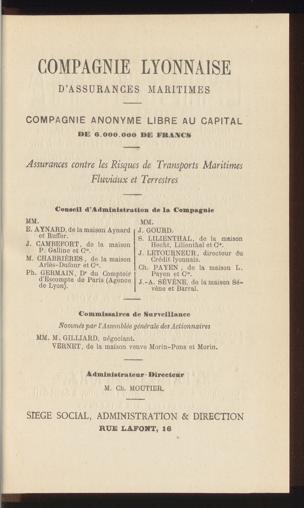 COMPAGNIE LYONNAISE
D'ASSURANCES MARITIMES
COMPAGNIE ANONYME LIBRE AU CAPITAL
DE 6.000.000 DE FRANCS
Assurances contre les Risques de Transports Maritimes
Fluviaux et Terrestres
Conseil d'Administration de la Compagnie
MM.
E. AYNARD, de la maison Aynard
et Ruffer.
J. CAMBEFORT, de la maison
P. Galline et Cie.
M. CHABRIÈRES, de la maison
Arlès-Dufour et Cie.
Ph. GERMAIN, Dr du Comptoir
d'Escompte de Paris (Agence
de Lyon).
MM.
J. GOURD.
S. LILIENTHAL, de la maison
Hecht, Lilienthal et Cie.
J. LETOURNEUR, directeur du
Crédit lyonnais.
Ch. PAYEN, de la maison L.
Payen et Cie.
J.-A. SÉVÈNE, de la maison Sé-
vène et Barral.
Commissaires de Surveillance
Nommés par l'Assemblée générale des Actionnaires
MM. M. GILLIARD, négociant.
VERNET, de la maison veuve Morin-Pons et Morin.
Administrateur-Directeur
M. Ch. MOUTIER.
SIÈGE SOCIAL, ADMINISTRATION & DIRECTION
RUE LAFONT, 16